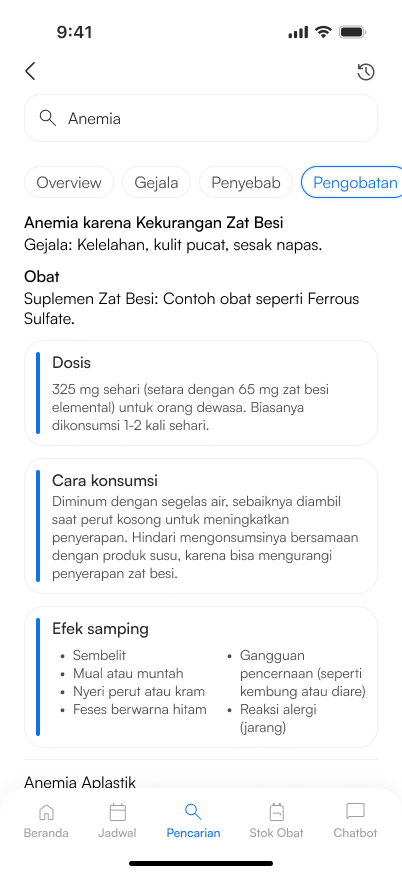 9:41
Anemia
Overview
Gejala
Penyebab
Pengobatan
Anemia karena Kekurangan Zat Besi
Gejala: Kelelahan, kulit pucat, sesak napas.
Obat
Suplemen Zat Besi: Contoh obat seperti Ferrous
Sulfate.
Dosis
325 mg sehari (setara dengan 65 mg zat besi
elemental) untuk orang dewasa. Biasanya
dikonsumsi 1-2 kali sehari.
Cara konsumsi
Diminum dengan segelas air, sebaiknya diambil
saat perut kosong untuk meningkatkan
penyerapan. Hindari mengonsumsinya bersamaan
dengan produk susu, karena bisa mengurangi
penyerapan zat besi.
Efek samping
• Sembelit
• Mual atau muntah
• Nyeri perut atau kram
• Feses berwarna hitam
• Gangguan
pencernaan (seperti
kembung atau diare)
• Reaksi alergi
(jarang)
Anemia Aplastik
Beranda
Jadwal
Pencarian
Stok Obat
Chatbot